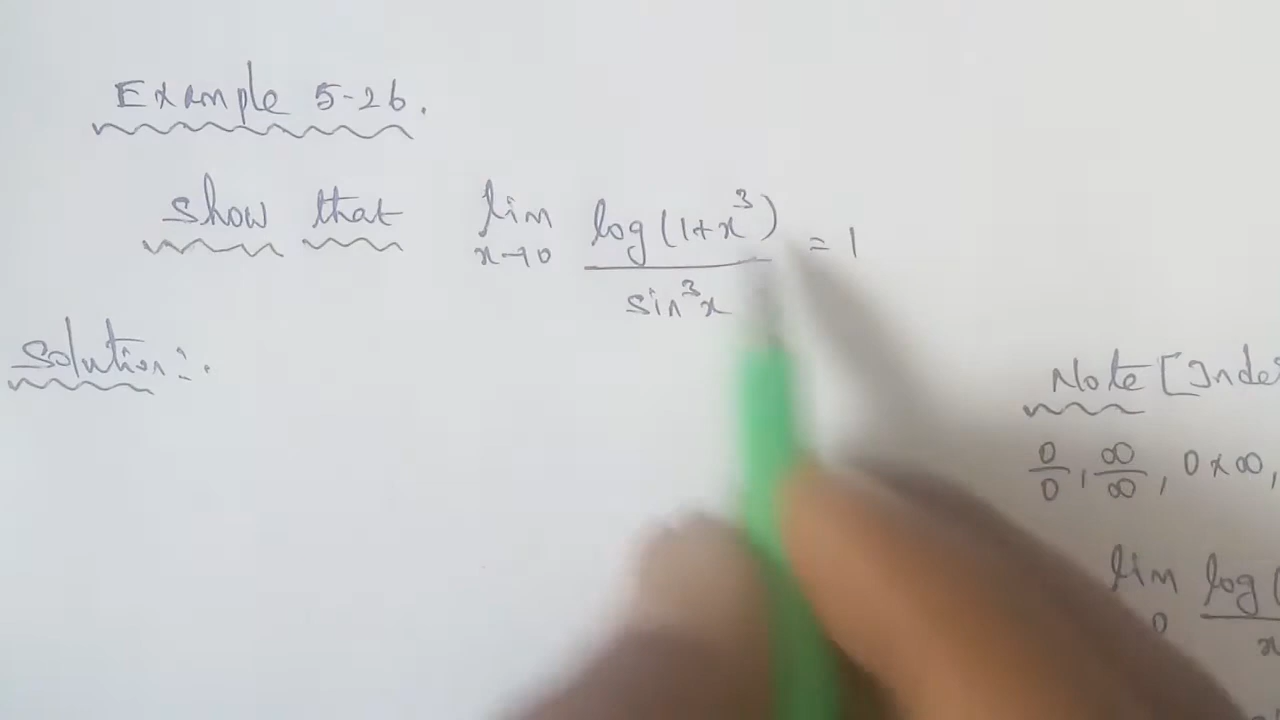 Example 5-26.
show that lim x→0 log(1+x³)/sin³x = 1
Solution:.
Note
0/0, ∞/∞, 0×∞,
lim log(
0
x